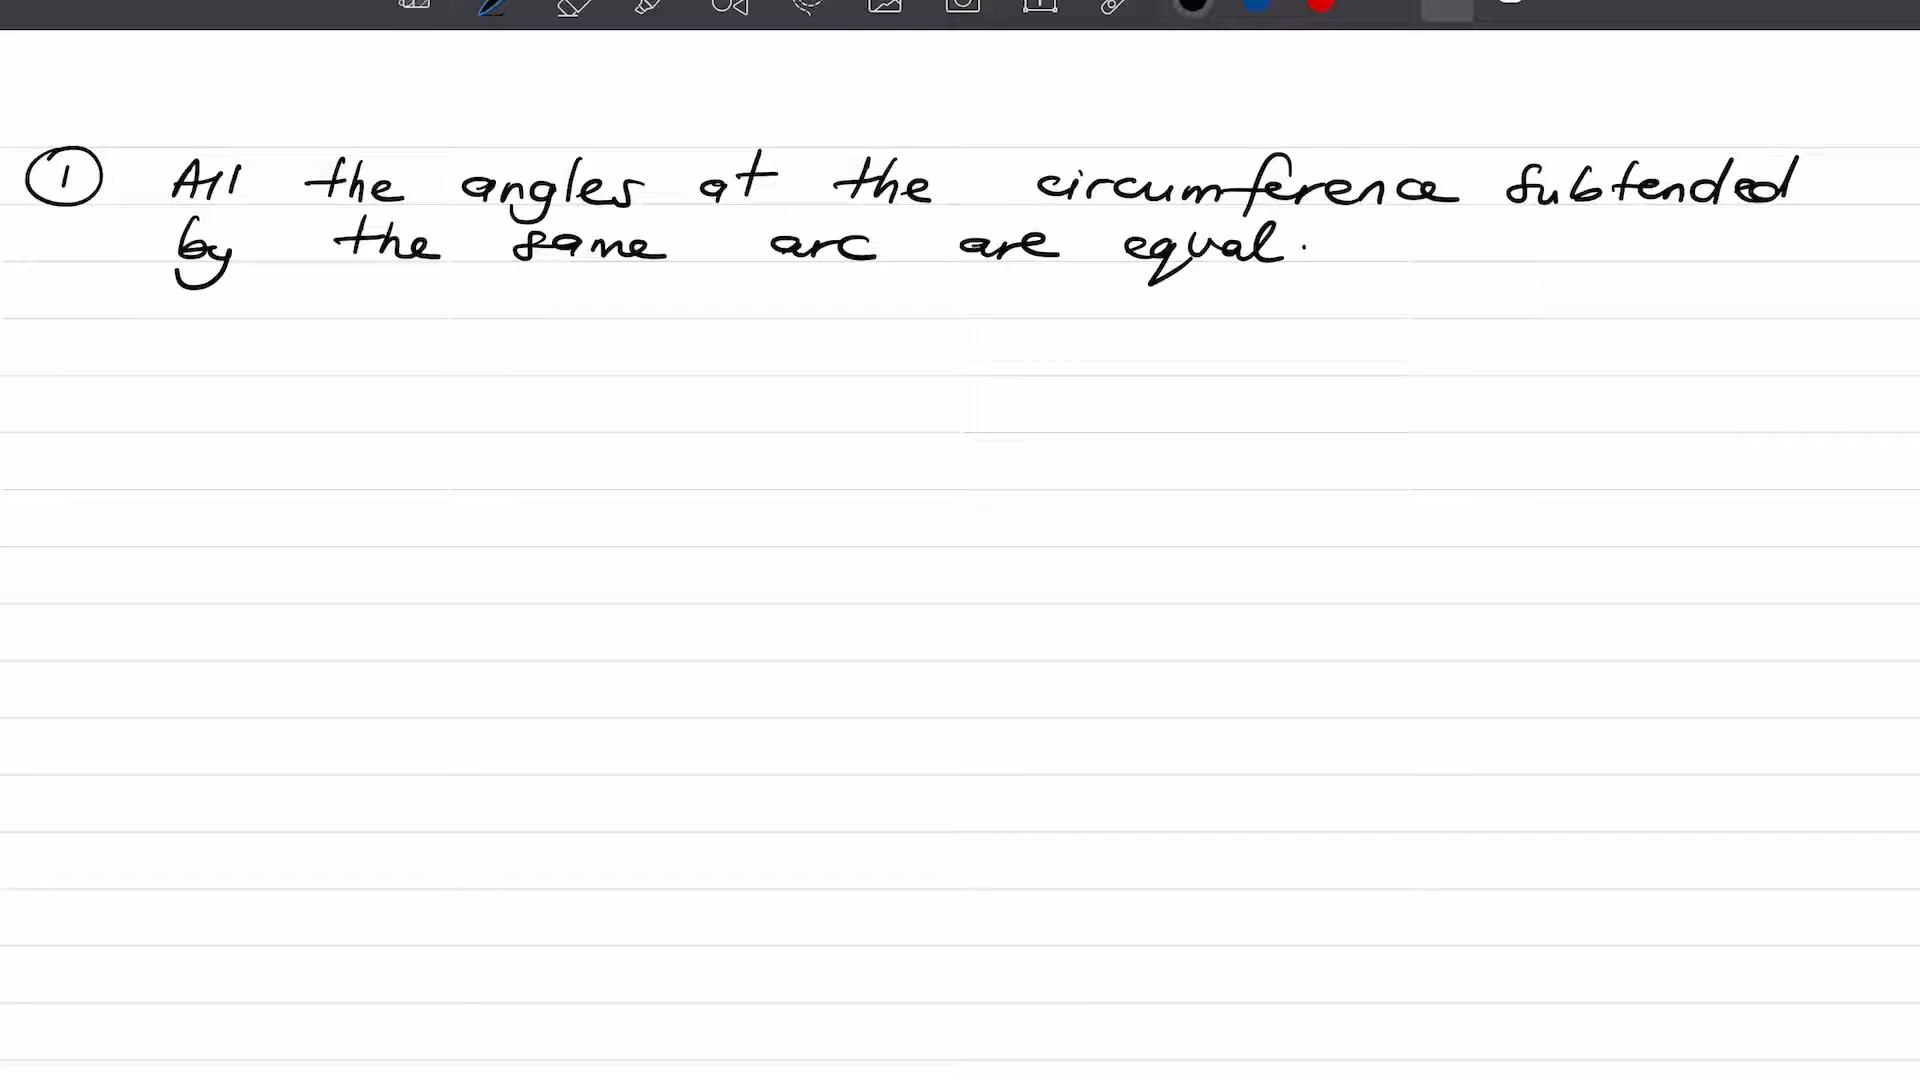 ① All the angles at the circumference subtended
by the same arc are equal.